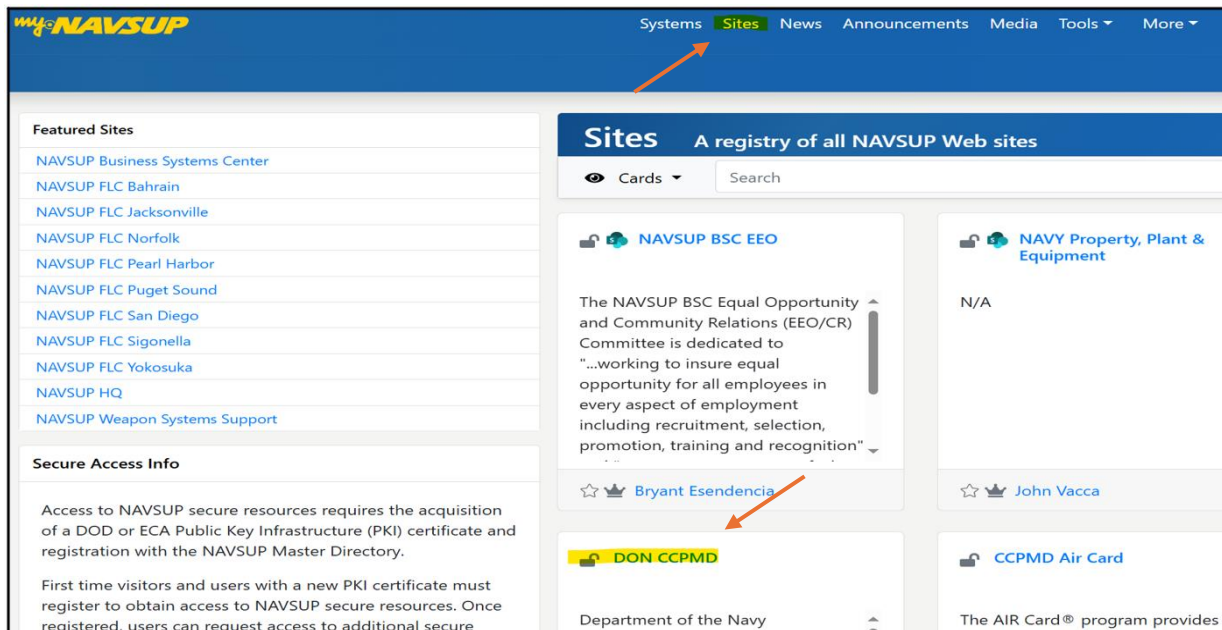 my.NAVSUP
Systems Sites News Announcements Media Tools More
Featured Sites
NAVSUP Business Systems Center
NAVSUP FLC Bahrain
NAVSUP FLC Jacksonville
NAVSUP FLC Norfolk
NAVSUP FLC Pearl Harbor
NAVSUP FLC Puget Sound
NAVSUP FLC San Diego
NAVSUP FLC Sigonella
NAVSUP FLC Yokosuka
NAVSUP HQ
NAVSUP Weapon Systems Support
Secure Access Info
Access to NAVSUP secure resources requires the acquisition
of a DOD or ECA Public Key Infrastructure (PKI) certificate and
registration with the NAVSUP Master Directory.
First time visitors and users with a new PKI certificate must
register to obtain access to NAVSUP secure resources. Once
registered, users can request access to additional secure
Sites A registry of all NAVSUP Web sites
Cards Search
NAVSUP BSC EEO
The NAVSUP BSC Equal Opportunity
and Community Relations (EEO/CR)
Committee is dedicated to
"...working to insure equal
opportunity for all employees in
every aspect of employment
including recruitment, selection,
promotion, training and recognition"
Bryant Esendencia
NAVY Property, Plant &
Equipment
N/A
John Vacca
DON CCPMD
Department of the Navy
CCPMD Air Card
The AIR Card® program provides